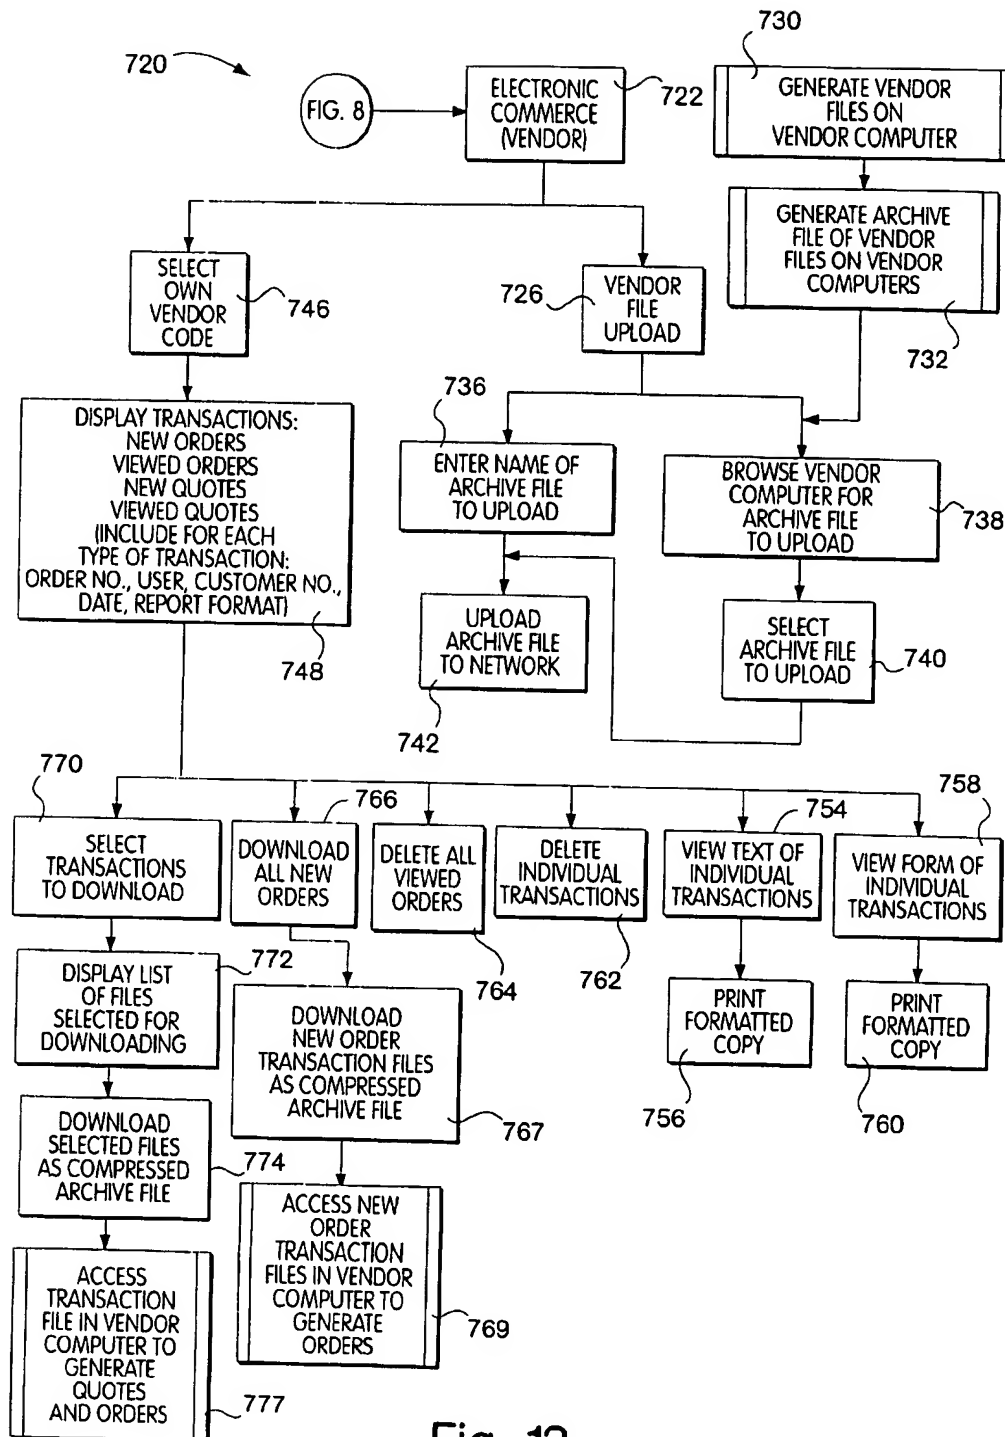 720
FIG. 8
ELECTRONIC
COMMERCE
(VENDOR)
722
730
GENERATE VENDOR
FILES ON
VENDOR COMPUTER
GENERATE ARCHIVE
FILE OF VENDOR
FILES ON VENDOR
COMPUTERS
732
SELECT
OWN
VENDOR
CODE
746
726
VENDOR
FILE
UPLOAD
DISPLAY TRANSACTIONS:
NEW ORDERS
VIEWED ORDERS
NEW QUOTES
VIEWED QUOTES
(INCLUDE FOR EACH
TYPE OF TRANSACTION:
ORDER NO., USER, CUSTOMER NO.,
DATE, REPORT FORMAT)
748
736
ENTER NAME OF
ARCHIVE FILE
TO UPLOAD
BROWSE VENDOR
COMPUTER FOR
ARCHIVE FILE
TO UPLOAD
738
UPLOAD
ARCHIVE FILE
TO NETWORK
742
SELECT
ARCHIVE FILE
TO UPLOAD
740
770
SELECT
TRANSACTIONS
TO DOWNLOAD
766
DOWNLOAD
ALL NEW
ORDERS
DELETE ALL
VIEWED
ORDERS
764
DELETE
INDIVIDUAL
TRANSACTIONS
762
754
VIEW TEXT OF
INDIVIDUAL
TRANSACTIONS
758
VIEW FORM OF
INDIVIDUAL
TRANSACTIONS
DISPLAY LIST
OF FILES
SELECTED FOR
DOWNLOADING
772
DOWNLOAD
NEW ORDER
TRANSACTION FILES
AS COMPRESSED
ARCHIVE FILE
767
PRINT
FORMATTED
COPY
756
PRINT
FORMATTED
COPY
760
DOWNLOAD
SELECTED FILES
AS COMPRESSED
ARCHIVE FILE
774
ACCESS NEW
ORDER
TRANSACTION
FILES IN VENDOR
COMPUTER TO
GENERATE
ORDERS
769
ACCESS
TRANSACTION
FILE IN VENDOR
COMPUTER TO
GENERATE
QUOTES
AND ORDERS
777